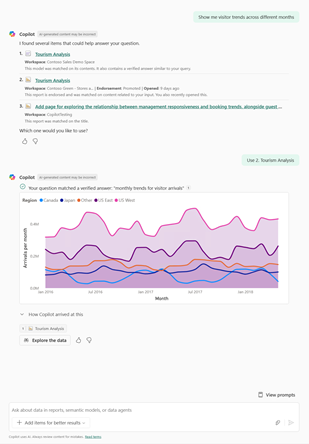 Show me visitor trends across different months
Copilot AI-generated content may be incorrect
I found several items that could help answer your question.
1. Tourism Analysis
Workspace: Contoso Sales Demo Space
This model was matched on its contents. It also contains a verified answer similar to your query.
2. Tourism Analysis
Workspace: Contoso Green - | Endorsement: Promoted | Opened: 9 days ago
This report is endorsed and was matched on content related to your input. You also recently opened this.
3. Add page for exploring the relationship between management responsiveness and booking trends, alongside guest ...
Workspace: CopilotTesting
This report was matched on the title.
Which one would you like to use?
Use 2. Tourism Analysis
Copilot AI-generated content may be incorrect
Your question matched a verified answer: "monthly trends for visitor arrivals"
Region Canada Japan Other US East US West
Arrivals per month
0.4M
0.2M
0.0M
Jan 2016 Jul 2016 Jan 2017 Jul 2017 Jan 2018
Month
How Copilot arrived at this
1 Tourism Analysis
Explore the data
View prompts
Ask about data in reports, semantic models, or data agents
+ Add items for better results
Copilot uses AI. Always review content for mistakes. Read terms